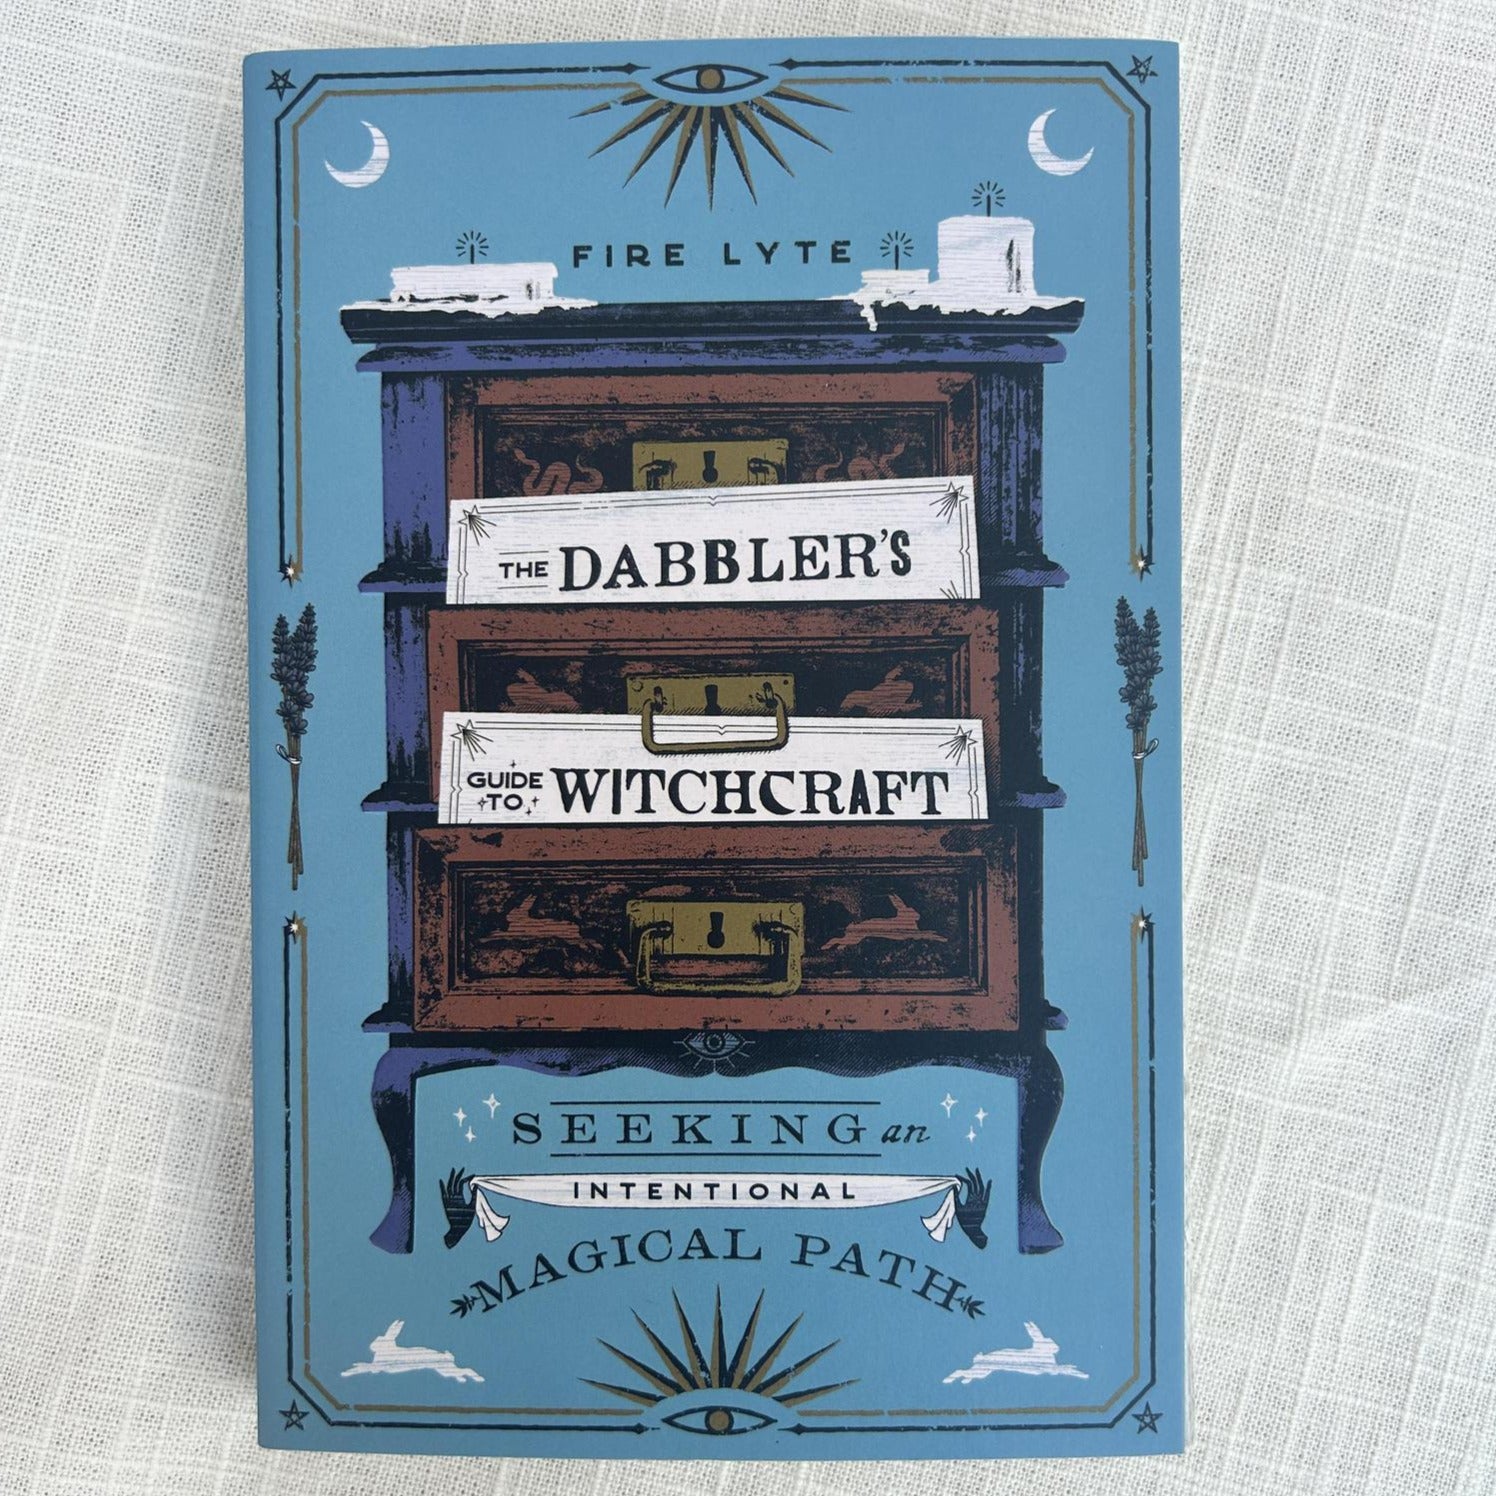 FIRE LYTE
THE DABBLER'S
GUIDE TO WITCHCRAFT
SEEKING an
INTENTIONAL
MAGICAL PATH